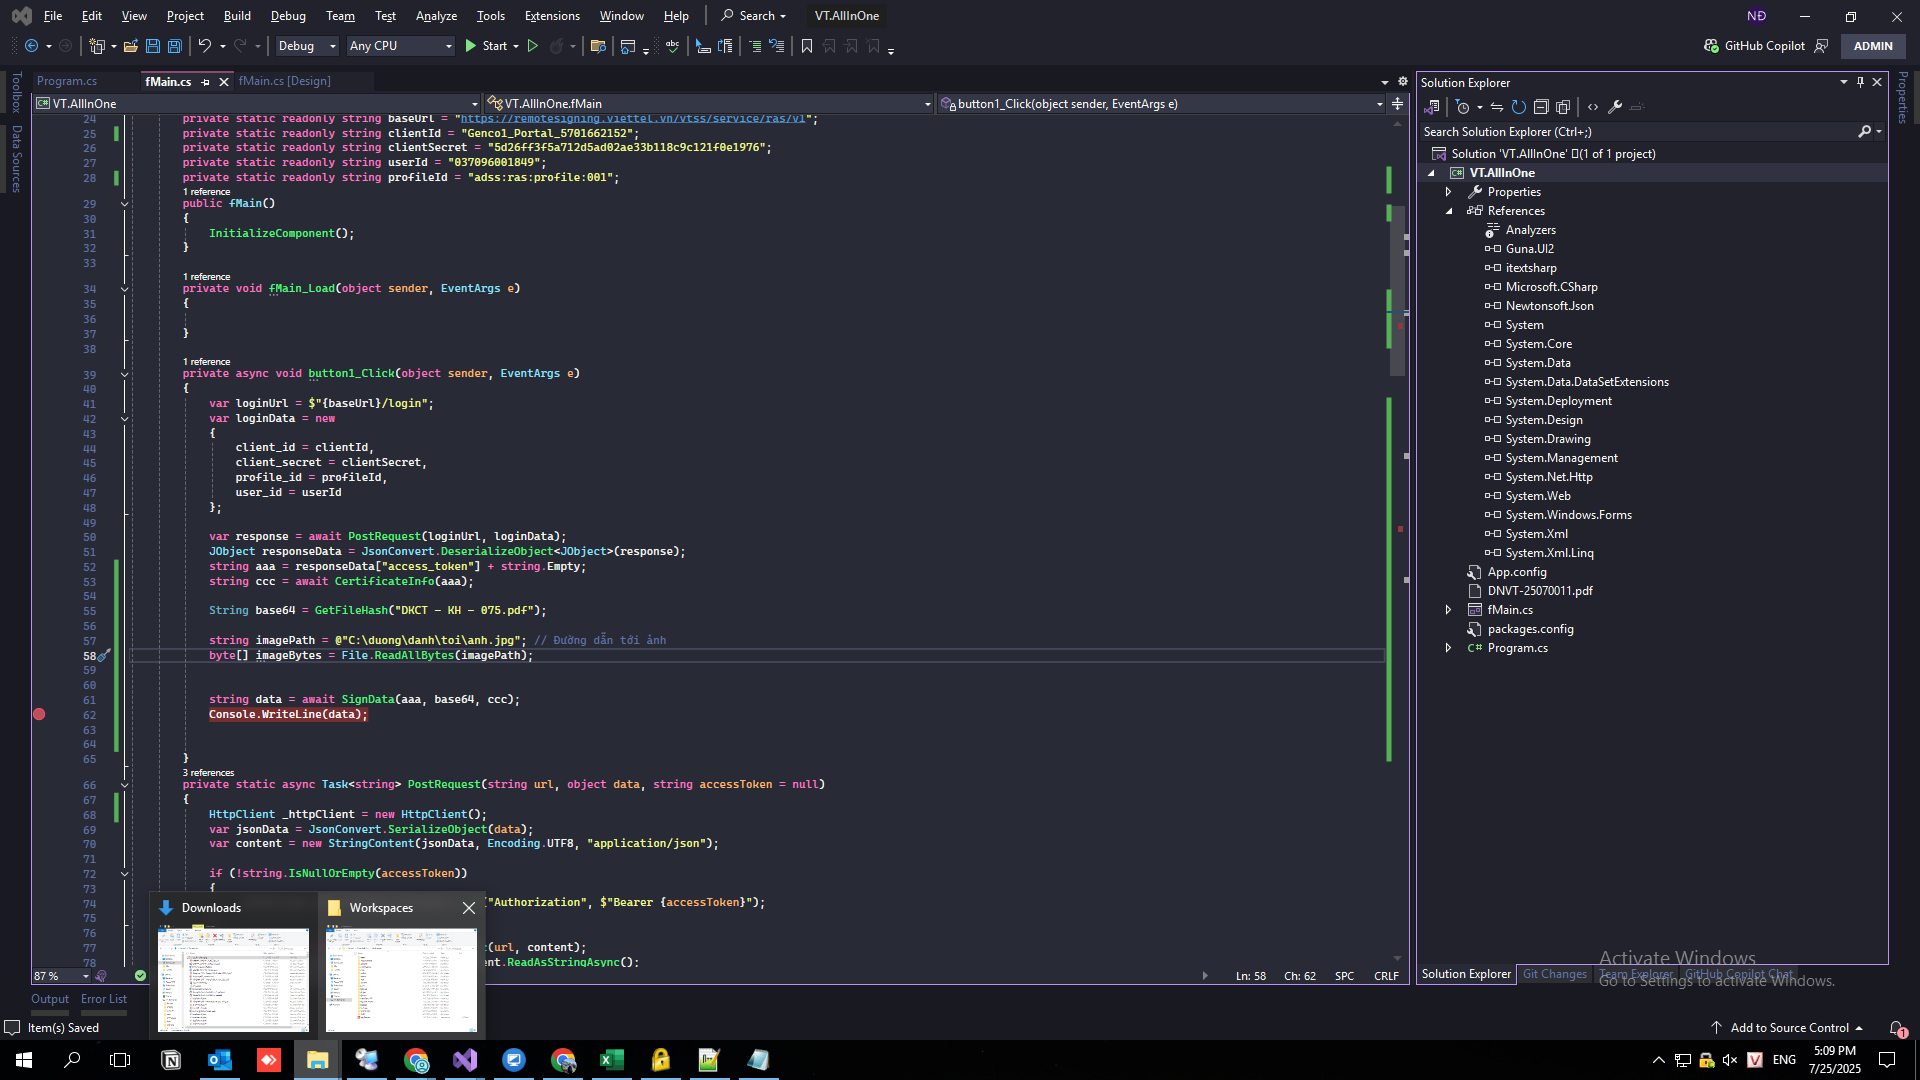 File Edit View Project Build Debug Team Test Analyze Tools Extensions Window Help Search VT.AllInOne NĐ
Debug Any CPU Start GitHub Copilot ADMIN
Toolbox
Data Sources
Program.cs fMain.cs fMain.cs [Design]
VT.AllInOne VT.AllInOne.fMain button1_Click(object sender, EventArgs e)
24 private static readonly string baseUrl = "https://remotesigning.viettel.vn/vtss/service/ras/v1";
25 private static readonly string clientId = "Genco1_Portal_5701662152";
26 private static readonly string clientSecret = "5d26ff3f5a712d5ad02ae33b118c9c121f0e1976";
27 private static readonly string userId = "037096001849";
28 private static readonly string profileId = "adss:ras:profile:001";
1 reference
29 public fMain()
30 {
31 InitializeComponent();
32 }
33
1 reference
34 private void fMain_Load(object sender, EventArgs e)
35 {
36
37 }
38
1 reference
39 private async void button1_Click(object sender, EventArgs e)
40 {
41 var loginUrl = $"{baseUrl}/login";
42 var loginData = new
43 {
44 client_id = clientId,
45 client_secret = clientSecret,
46 profile_id = profileId,
47 user_id = userId
48 };
49
50 var response = await PostRequest(loginUrl, loginData);
51 JObject responseData = JsonConvert.DeserializeObject<JObject>(response);
52 string aaa = responseData["access_token"] + string.Empty;
53 string ccc = await CertificateInfo(aaa);
54
55 String base64 = GetFileHash("DKCT - KH - 075.pdf");
56
57 string imagePath = @"C:\duong\danh\toi\anh.jpg"; // Đường dẫn tới ảnh
58 byte[] imageBytes = File.ReadAllBytes(imagePath);
59
60
61 string data = await SignData(aaa, base64, ccc);
62 Console.WriteLine(data);
63
64
65 }
3 references
66 private static async Task<string> PostRequest(string url, object data, string accessToken = null)
67 {
68 HttpClient _httpClient = new HttpClient();
69 var jsonData = JsonConvert.SerializeObject(data);
70 var content = new StringContent(jsonData, Encoding.UTF8, "application/json");
71
72 if (!string.IsNullOrEmpty(accessToken))
73 {
74 "Authorization", $"Bearer {accessToken}");
75
76
77 (url, content);
78 ent.ReadAsStringAsync();
Downloads Workspaces
87 % Ln: 58 Ch: 62 SPC CRLF
Output Error List
Item(s) Saved
Solution Explorer
Search Solution Explorer (Ctrl+;)
Solution 'VT.AllInOne' (1 of 1 project)
VT.AllInOne
Properties
References
Analyzers
Guna.UI2
itextsharp
Microsoft.CSharp
Newtonsoft.Json
System
System.Core
System.Data
System.Data.DataSetExtensions
System.Deployment
System.Design
System.Drawing
System.Management
System.Net.Http
System.Web
System.Windows.Forms
System.Xml
System.Xml.Linq
App.config
DNVT-25070011.pdf
fMain.cs
packages.config
Program.cs
Properties
Activate Windows
Go to Settings to activate Windows.
Solution Explorer Git Changes Team Explorer GitHub Copilot Chat
Add to Source Control 1
ENG 5:09 PM
7/25/2025